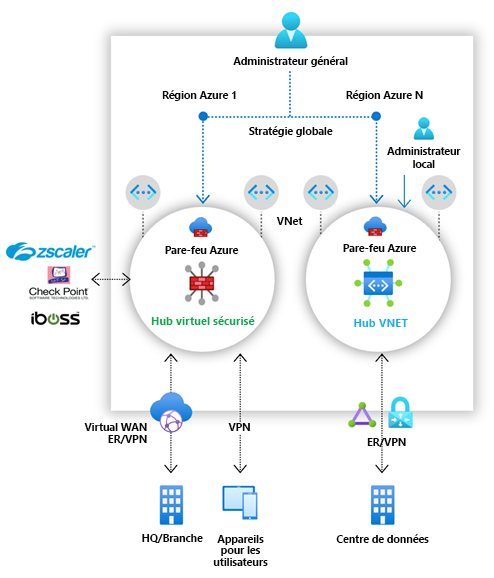 Administrateur général
Région Azure 1
Région Azure N
Stratégie globale
Administrateur
local
VNet
Pare-feu Azure
Pare-feu Azure
zscaler™
Check Point
SOFTWARE TECHNOLOGIES LTD.
iboss
Hub virtuel sécurisé
Hub VNET
Virtual WAN
ER/VPN
VPN
ER/VPN
HQ/Branche
Appareils
pour les
utilisateurs
Centre de données